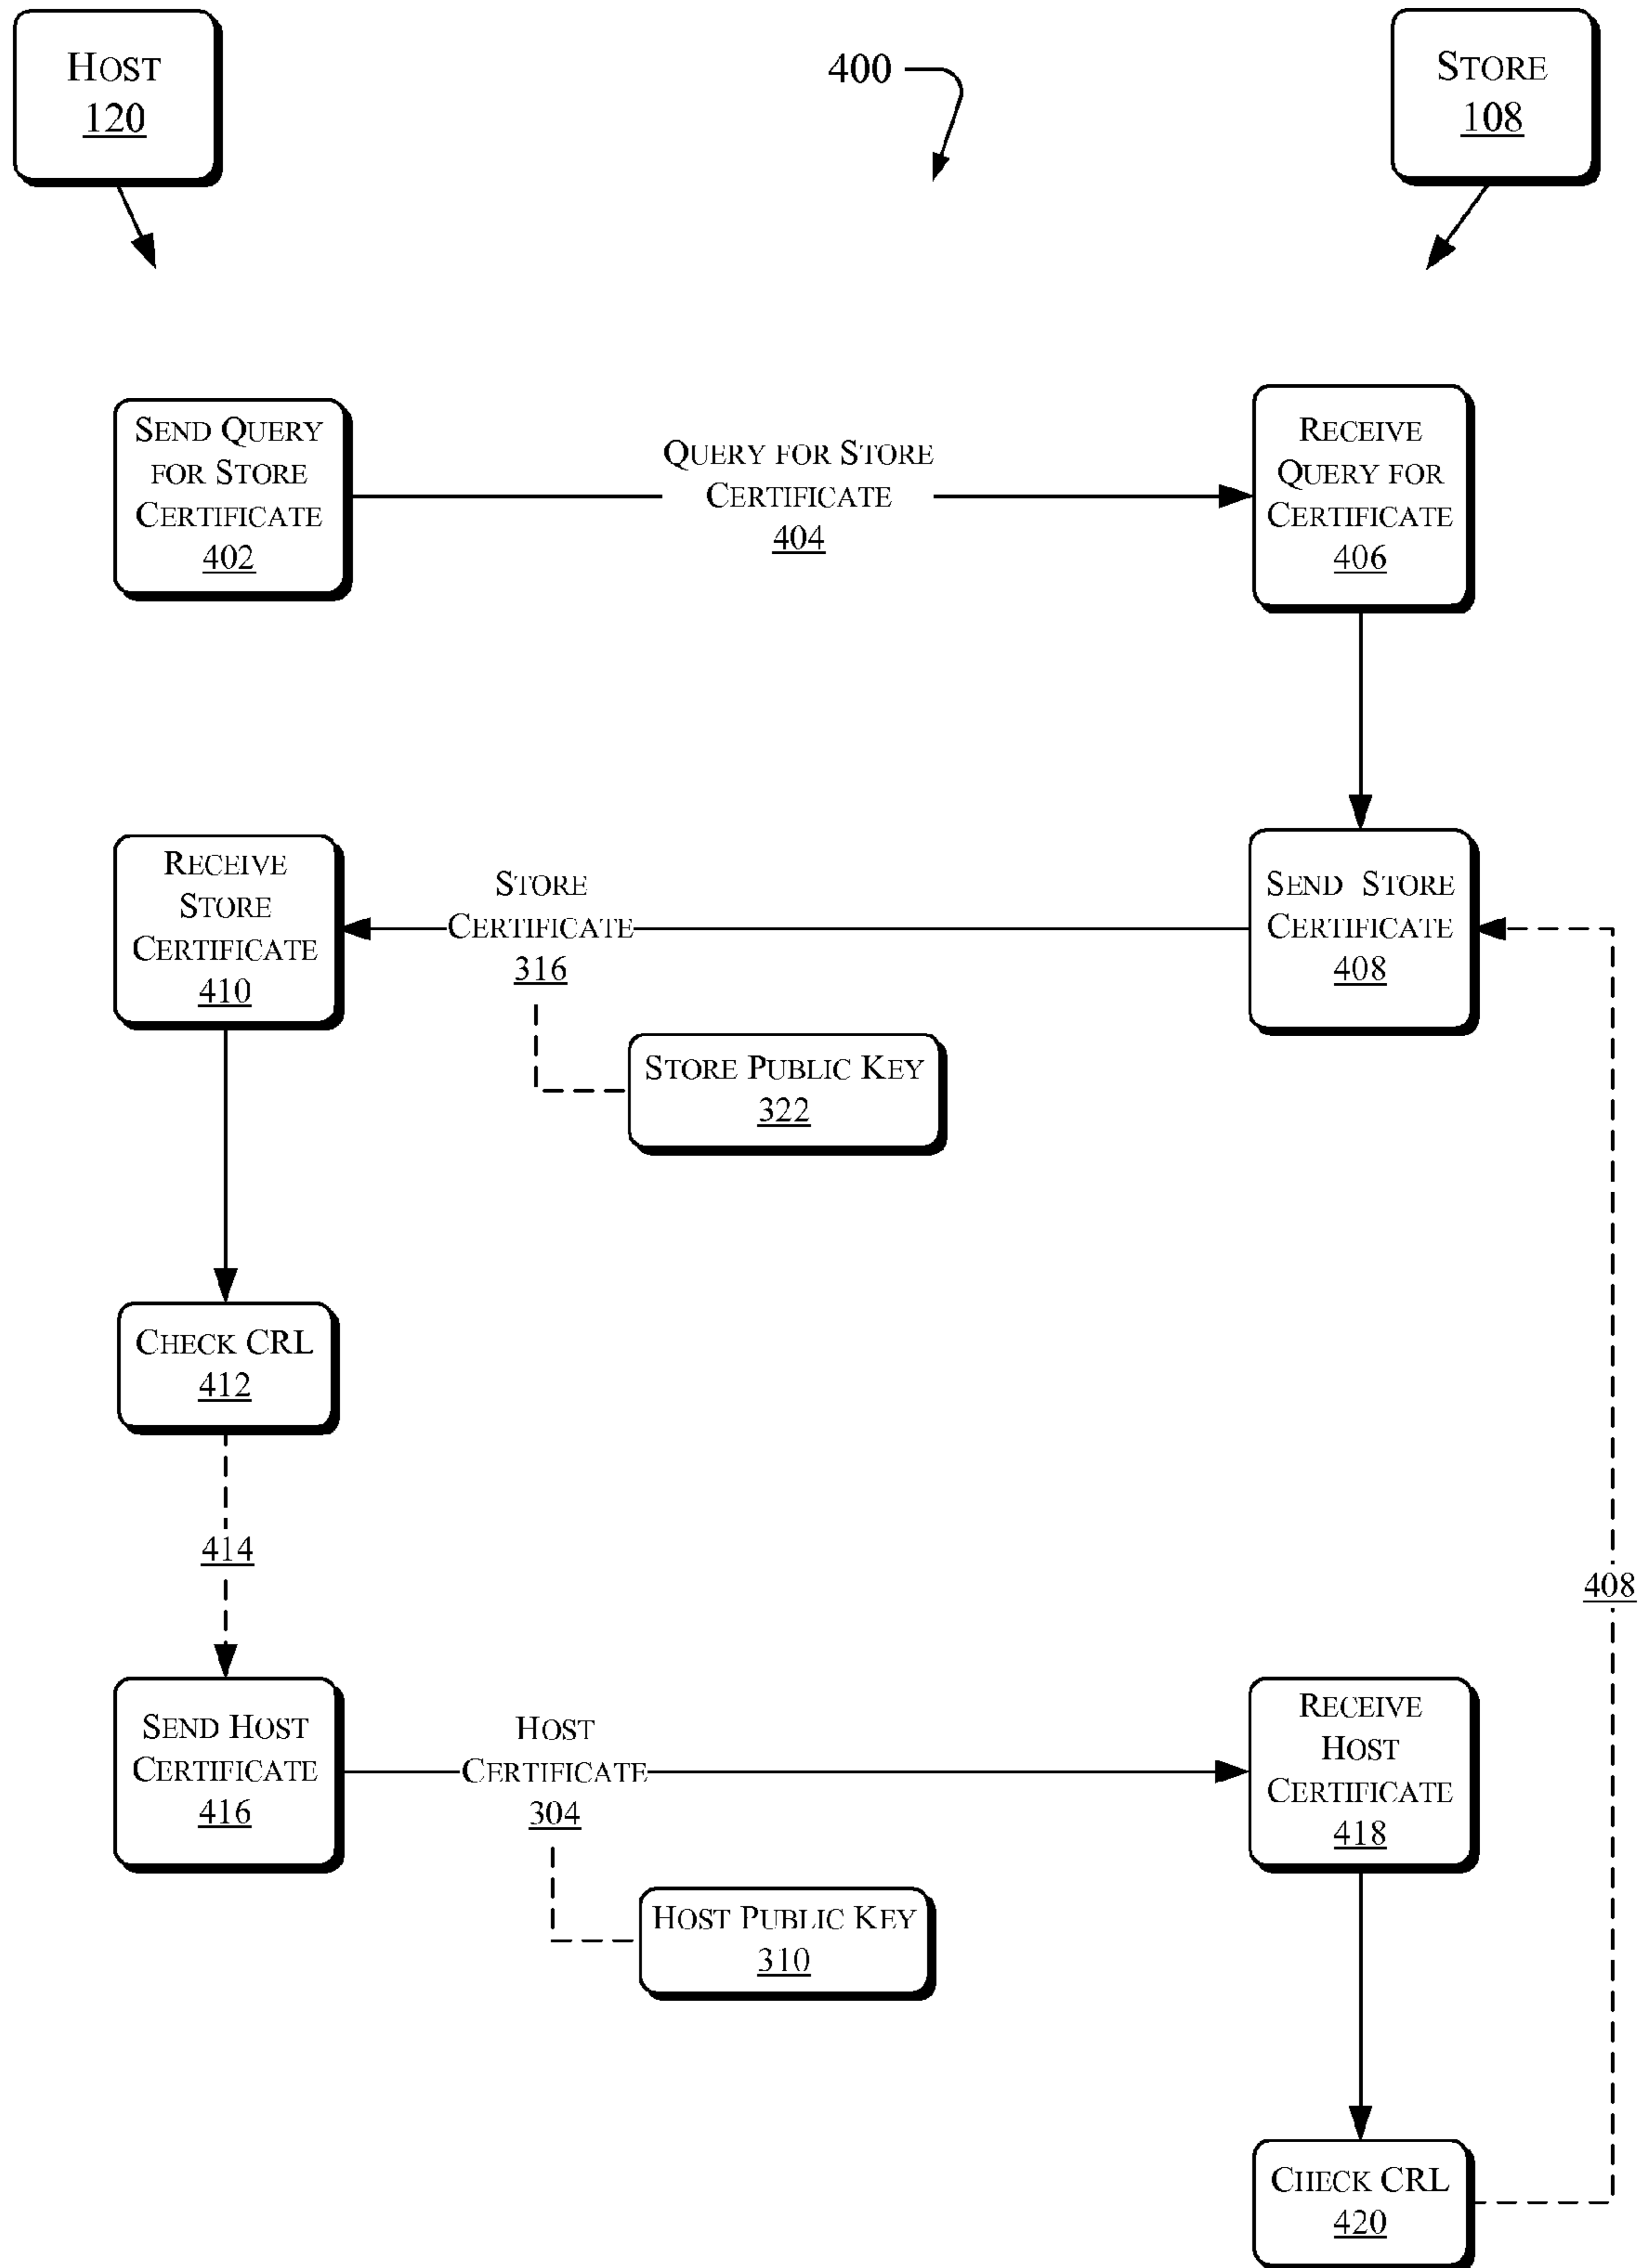 HOST
120
400
STORE
108
SEND QUERY
FOR STORE
CERTIFICATE
402
QUERY FOR STORE
CERTIFICATE
404
RECEIVE
QUERY FOR
CERTIFICATE
406
RECEIVE
STORE
CERTIFICATE
410
STORE
CERTIFICATE
316
SEND STORE
CERTIFICATE
408
STORE PUBLIC KEY
322
CHECK CRL
412
414
408
SEND HOST
CERTIFICATE
416
HOST
CERTIFICATE
304
RECEIVE
HOST
CERTIFICATE
418
HOST PUBLIC KEY
310
CHECK CRL
420